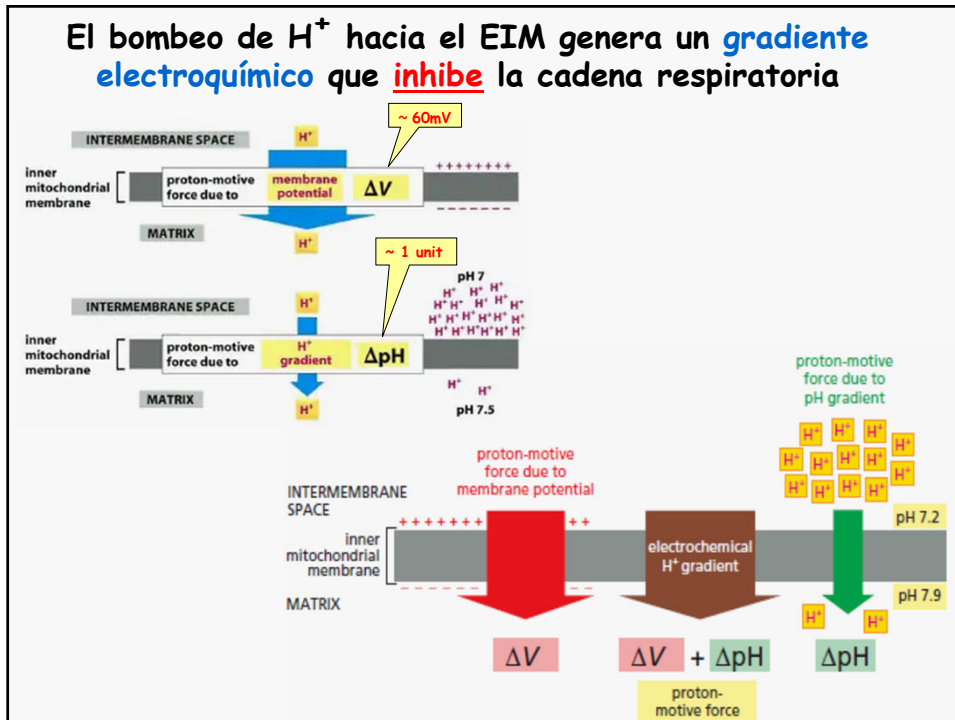 El bombeo de H⁺ hacia el EIM genera un gradiente
electroquímico que inhibe la cadena respiratoria
~ 60mV
INTERMEMBRANE SPACE
H⁺
+ + + + + + + +
inner
mitochondrial
membrane
proton-motive
force due to
membrane
potential
ΔV
– – – – – – –
MATRIX
H⁺
~ 1 unit
pH 7
INTERMEMBRANE SPACE
H⁺
H⁺ H⁺ H⁺
H⁺ H⁺ H⁺ H⁺ H⁺
H⁺ H⁺ H⁺ H⁺ H⁺ H⁺
H⁺ H⁺ H⁺ H⁺ H⁺ H⁺
inner
mitochondrial
membrane
proton-motive
force due to
H⁺
gradient
ΔpH
MATRIX
H⁺
H⁺ H⁺
pH 7.5
proton-motive
force due to
pH gradient
H⁺ H⁺ H⁺
H⁺ H⁺ H⁺ H⁺
H⁺ H⁺ H⁺ H⁺
proton-motive
force due to
membrane potential
INTERMEMBRANE
SPACE
+ + + + + + + + +
pH 7.2
inner
mitochondrial
membrane
electrochemical
H⁺ gradient
– – – – – – – – –
MATRIX
pH 7.9
H⁺ H⁺
ΔV
ΔV + ΔpH
ΔpH
proton-
motive force